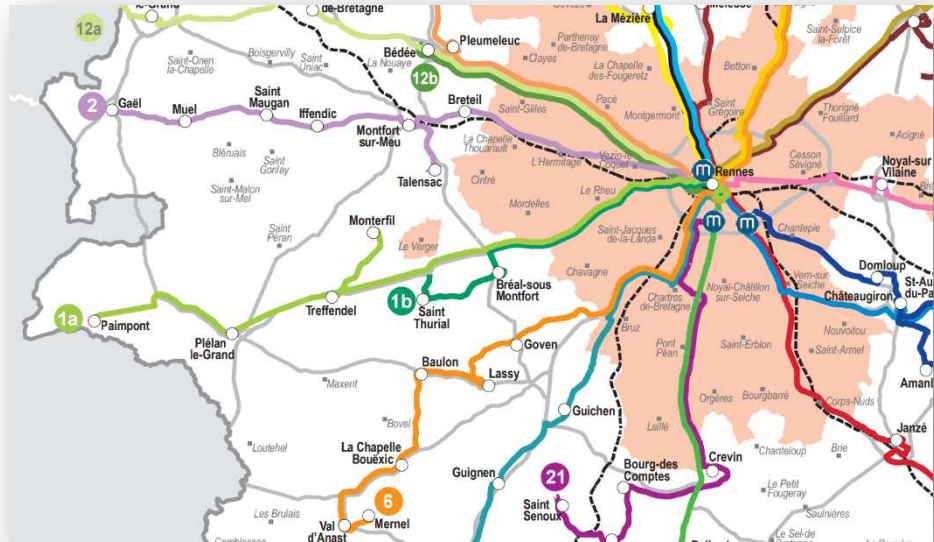 12a
le-Grand
de-Bretagne
La Mézière
Melesse
Saint-Sulpice
la-Forêt
Saint-Onen
la-Chapelle
Boisgervilly
Saint
Uniac
La Nouaye
Bédée
12b
Pleumeleuc
Parthenay
de-Bretagne
Clayes
La Chapelle
des-Fougeretz
Betton
2
Gaël
Muel
Saint
Maugan
Iffendic
Montfort
sur-Meu
Breteil
Saint-Gilles
Pacé
Montgermont
Saint
Grégoire
Thorigné
Fouillard
Acigné
Bléruais
Saint
Gonlay
Saint-Malon
sur-Mel
Talensac
La Chapelle
Thouarault
L'Hermitage
Cintré
m
Rennes
Cesson
Sévigné
Noyal-sur
Vilaine
Le Rheu
Mordelles
Monterfil
Saint
Péran
Le Verger
Saint-Jacques
de-la-Lande
m
m
Chantepie
Chavagne
Domloup
Vern-sur
Seiche
Châteaugiron
Noyal-Châtillon
sur-Seiche
Chartres
de-Bretagne
Bréal-sous
Montfort
1b
Saint
Thurial
Treffendel
1a
Paimpont
Plélan
le-Grand
Bruz
Nouvoitou
Pont
Péan
Saint-Erblon
Saint-Armel
Goven
Baulon
Lassy
Maxent
Orgères
Bourgbarré
Corps-Nuds
Guichen
Bovel
Laillé
Janzé
Loutehel
La Chapelle
Bouëxic
Chanteloup
Brie
Guignen
21
Bourg-des
Comptes
Crevin
Le Petit
Fougeray
6
Mernel
Saint
Senoux
Saulnières
Les Brulais
Val
d'Anast
Le Sel-de